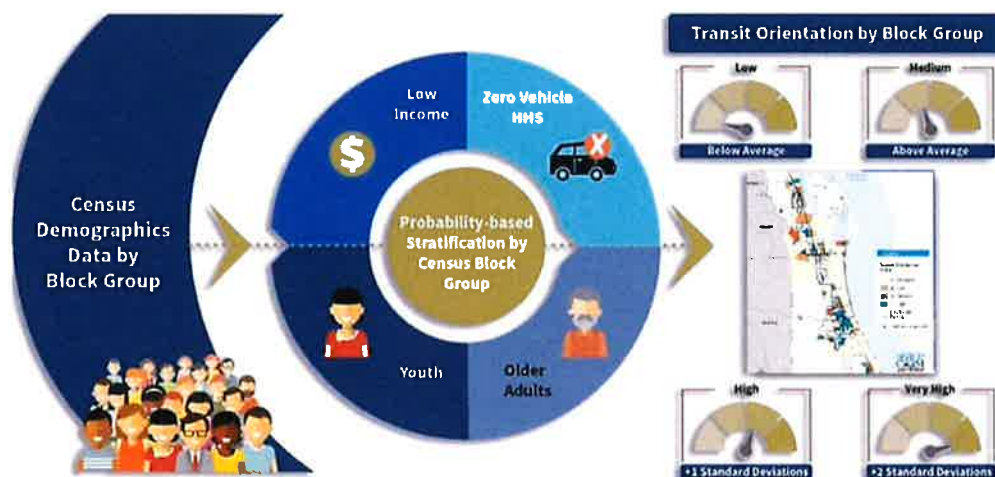 Census
Demographics
Data by
Block Group
Low
Income
Zero Vehicle
HHS
Probability-based
Stratification by
Census Block
Group
Youth
Older
Adults
Transit Orientation by Block Group
Low
Below Average
Medium
Above Average
High
+1 Standard Deviations
Very High
+2 Standard Deviations